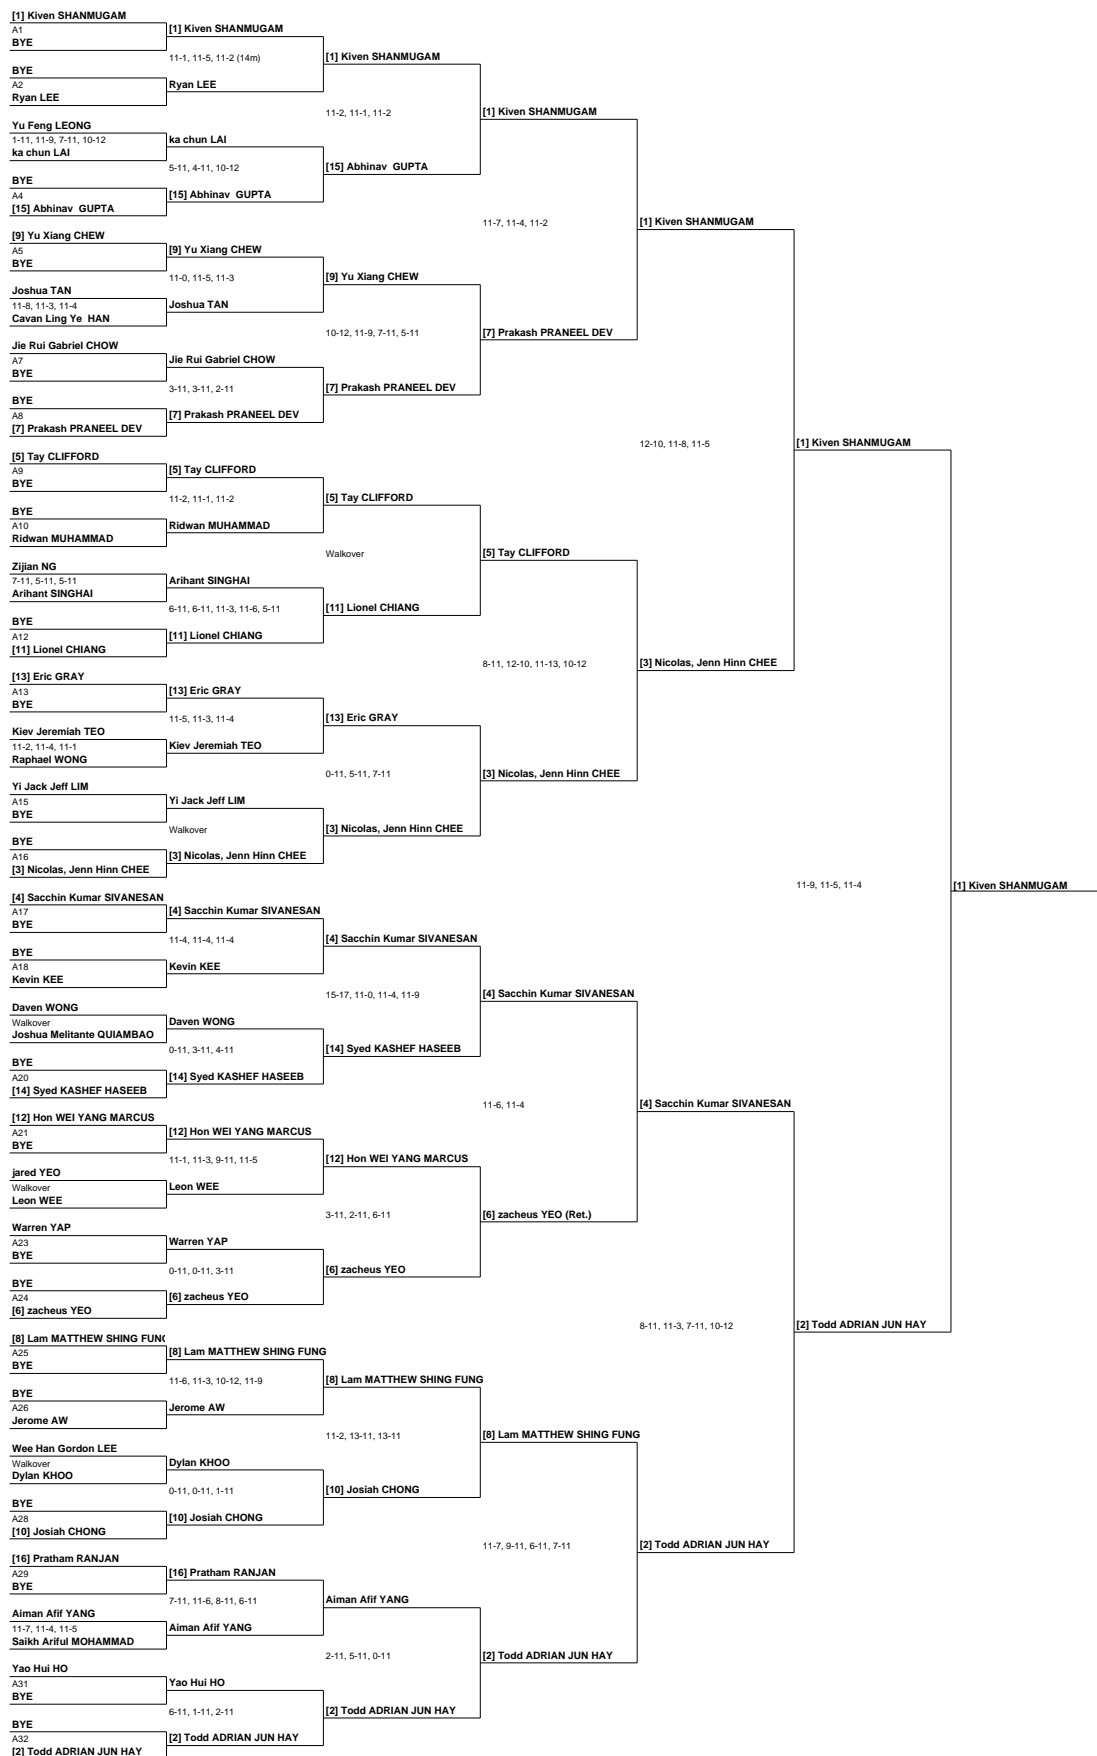 [1] Kiven SHANMUGAM
A1
BYE
BYE
A2
Ryan LEE
Yu Feng LEONG
1-11, 11-9, 7-11, 10-12
ka chun LAI
BYE
A4
[15] Abhinav  GUPTA
[9] Yu Xiang CHEW
A5
BYE
Joshua TAN
11-8, 11-3, 11-4
Cavan Ling Ye  HAN
Jie Rui Gabriel CHOW
A7
BYE
BYE
A8
[7] Prakash PRANEEL DEV
[5] Tay CLIFFORD
A9
BYE
BYE
A10
Ridwan MUHAMMAD
Zijian NG
7-11, 5-11, 5-11
Arihant SINGHAI
BYE
A12
[11] Lionel CHIANG
[13] Eric GRAY
A13
BYE
Kiev Jeremiah TEO
11-2, 11-4, 11-1
Raphael WONG
Yi Jack Jeff LIM
A15
BYE
BYE
A16
[3] Nicolas, Jenn Hinn CHEE
[4] Sacchin Kumar SIVANESAN
A17
BYE
BYE
A18
Kevin KEE
Daven WONG
Walkover
Joshua Melitante QUIAMBAO
BYE
A20
[14] Syed KASHEF HASEEB
[12] Hon WEI YANG MARCUS
A21
BYE
jared YEO
Walkover
Leon WEE
Warren YAP
A23
BYE
BYE
A24
[6] zacheus YEO
[8] Lam MATTHEW SHING FUNG
A25
BYE
BYE
A26
Jerome AW
Wee Han Gordon LEE
Walkover
Dylan KHOO
BYE
A28
[10] Josiah CHONG
[16] Pratham RANJAN
A29
BYE
Aiman Afif YANG
11-7, 11-4, 11-5
Saikh Ariful MOHAMMAD
Yao Hui HO
A31
BYE
BYE
A32
[2] Todd ADRIAN JUN HAY
[1] Kiven SHANMUGAM
11-1, 11-5, 11-2 (14m)
Ryan LEE
ka chun LAI
5-11, 4-11, 10-12
[15] Abhinav  GUPTA
[9] Yu Xiang CHEW
11-0, 11-5, 11-3
Joshua TAN
Jie Rui Gabriel CHOW
3-11, 3-11, 2-11
[7] Prakash PRANEEL DEV
[5] Tay CLIFFORD
11-2, 11-1, 11-2
Ridwan MUHAMMAD
Arihant SINGHAI
6-11, 6-11, 11-3, 11-6, 5-11
[11] Lionel CHIANG
[13] Eric GRAY
11-5, 11-3, 11-4
Kiev Jeremiah TEO
Yi Jack Jeff LIM
Walkover
[3] Nicolas, Jenn Hinn CHEE
[4] Sacchin Kumar SIVANESAN
11-4, 11-4, 11-4
Kevin KEE
Daven WONG
0-11, 3-11, 4-11
[14] Syed KASHEF HASEEB
[12] Hon WEI YANG MARCUS
11-1, 11-3, 9-11, 11-5
Leon WEE
Warren YAP
0-11, 0-11, 3-11
[6] zacheus YEO
[8] Lam MATTHEW SHING FUNG
11-6, 11-3, 10-12, 11-9
Jerome AW
Dylan KHOO
0-11, 0-11, 1-11
[10] Josiah CHONG
[16] Pratham RANJAN
7-11, 11-6, 8-11, 6-11
Aiman Afif YANG
Yao Hui HO
6-11, 1-11, 2-11
[2] Todd ADRIAN JUN HAY
[1] Kiven SHANMUGAM
11-2, 11-1, 11-2
[15] Abhinav  GUPTA
[9] Yu Xiang CHEW
10-12, 11-9, 7-11, 5-11
[7] Prakash PRANEEL DEV
[5] Tay CLIFFORD
Walkover
[11] Lionel CHIANG
[13] Eric GRAY
0-11, 5-11, 7-11
[3] Nicolas, Jenn Hinn CHEE
[4] Sacchin Kumar SIVANESAN
15-17, 11-0, 11-4, 11-9
[14] Syed KASHEF HASEEB
[12] Hon WEI YANG MARCUS
3-11, 2-11, 6-11
[6] zacheus YEO
[8] Lam MATTHEW SHING FUNG
11-2, 13-11, 13-11
[10] Josiah CHONG
Aiman Afif YANG
2-11, 5-11, 0-11
[2] Todd ADRIAN JUN HAY
[1] Kiven SHANMUGAM
11-7, 11-4, 11-2
[7] Prakash PRANEEL DEV
[5] Tay CLIFFORD
8-11, 12-10, 11-13, 10-12
[3] Nicolas, Jenn Hinn CHEE
[4] Sacchin Kumar SIVANESAN
11-6, 11-4
[6] zacheus YEO (Ret.)
[8] Lam MATTHEW SHING FUNG
11-7, 9-11, 6-11, 7-11
[2] Todd ADRIAN JUN HAY
[1] Kiven SHANMUGAM
12-10, 11-8, 11-5
[3] Nicolas, Jenn Hinn CHEE
[4] Sacchin Kumar SIVANESAN
8-11, 11-3, 7-11, 10-12
[2] Todd ADRIAN JUN HAY
[1] Kiven SHANMUGAM
11-9, 11-5, 11-4
[2] Todd ADRIAN JUN HAY
[1] Kiven SHANMUGAM